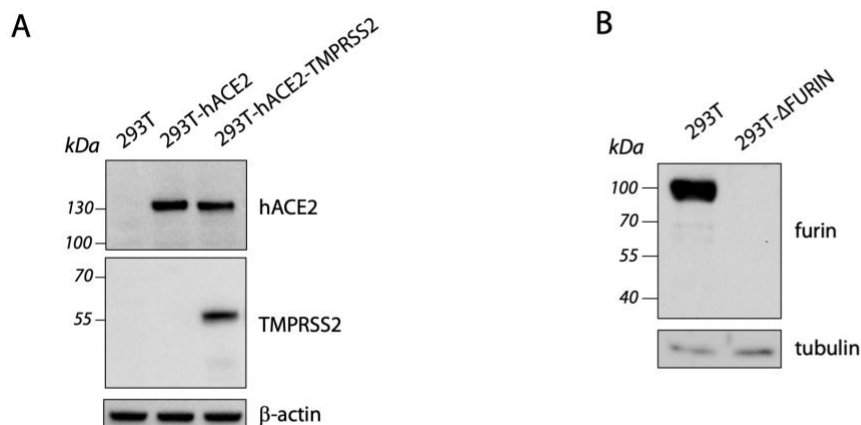 A
293T
293T-hACE2
293T-hACE2-TMPRSS2
kDa
130
hACE2
100
70
55
TMPRSS2
β-actin
B
293T
293T-ΔFURIN
kDa
100
70
furin
55
40
tubulin